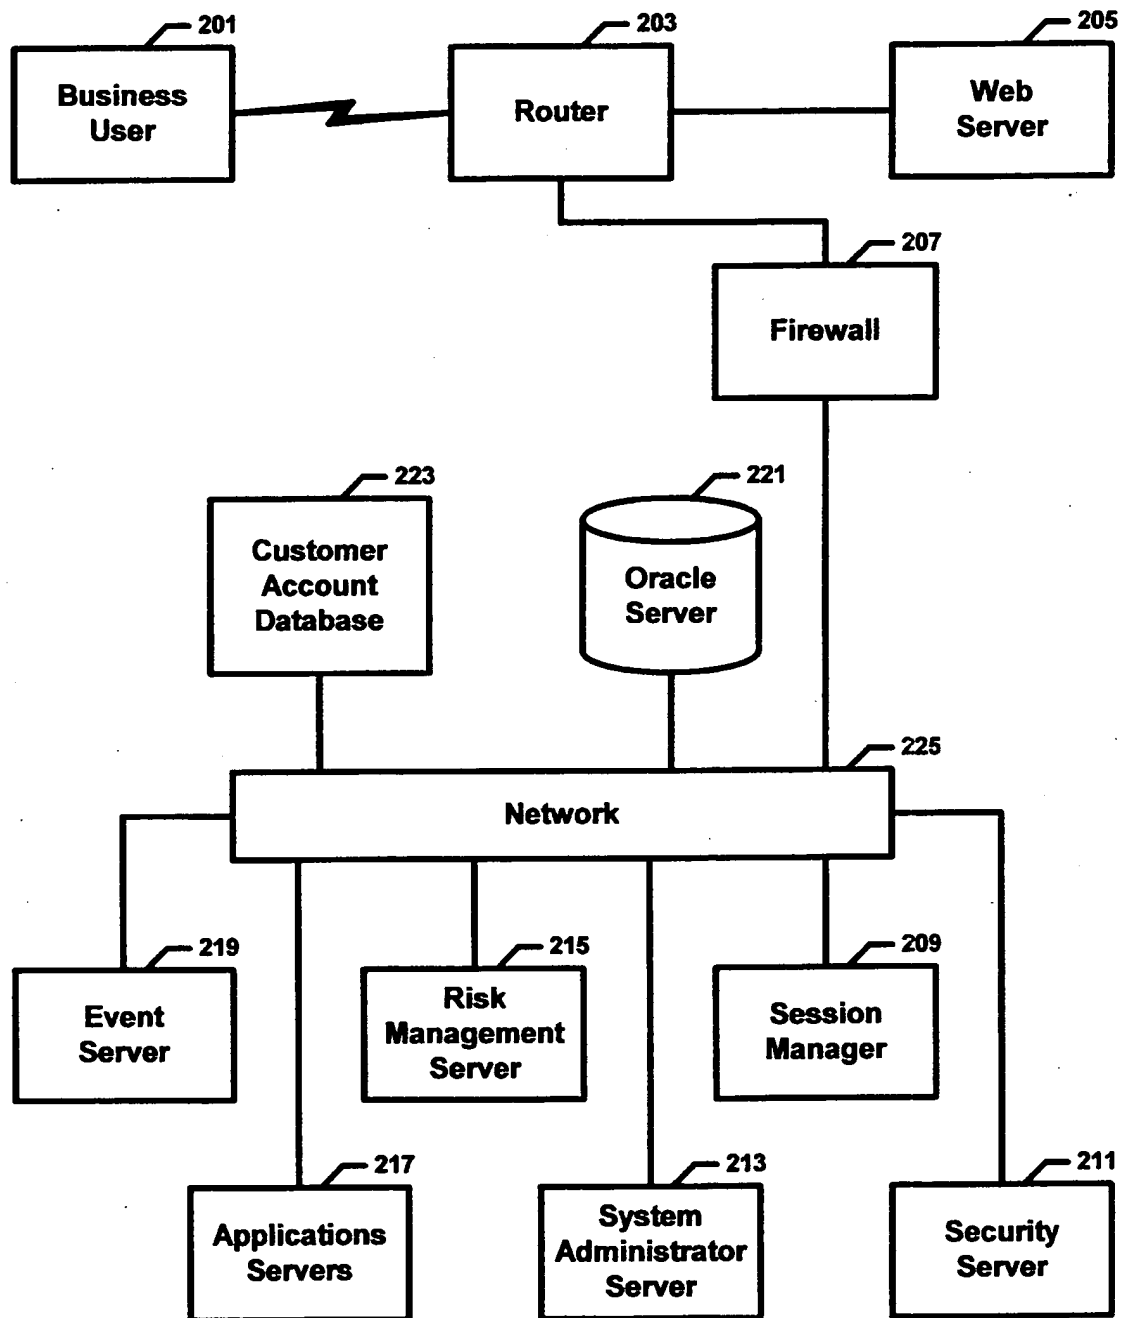 201
Business
User
203
Router
205
Web
Server
207
Firewall
223
Customer
Account
Database
221
Oracle
Server
225
Network
219
Event
Server
215
Risk
Management
Server
209
Session
Manager
217
Applications
Servers
213
System
Administrator
Server
211
Security
Server